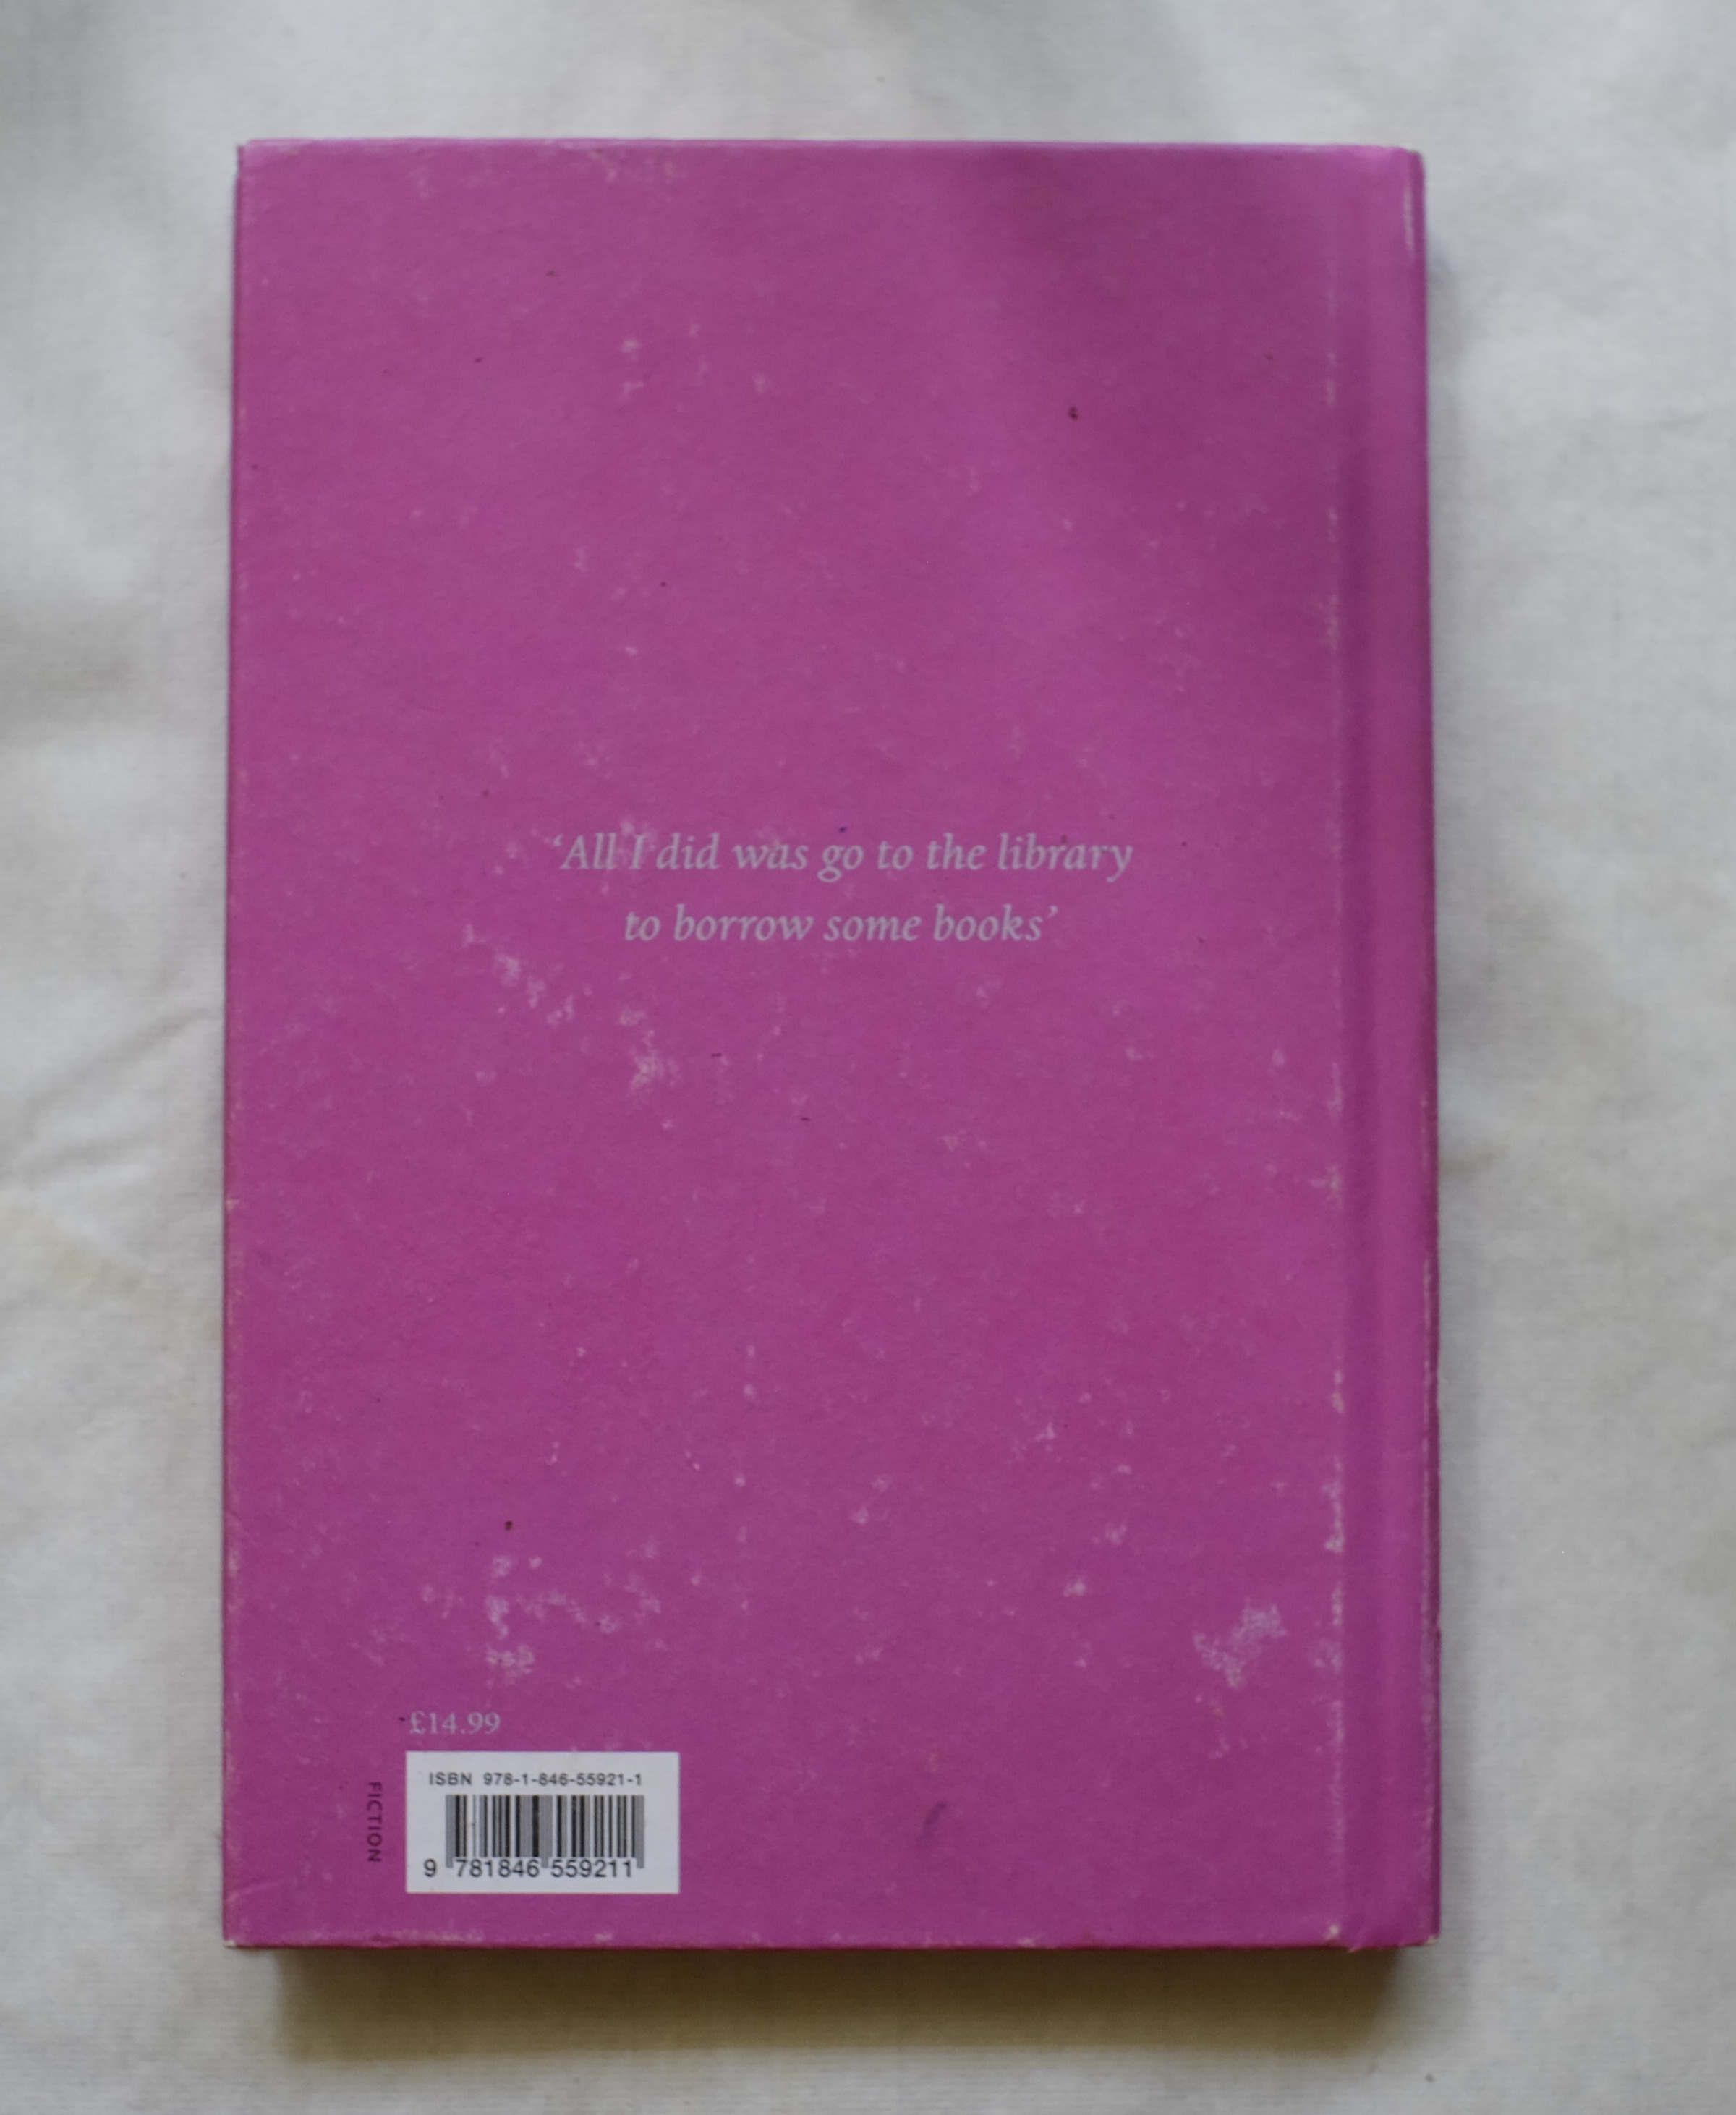 ‘All I did was go to the library
to borrow some books’
£14.99
FICTION
ISBN 978-1-846-55921-1
9 781846 559211